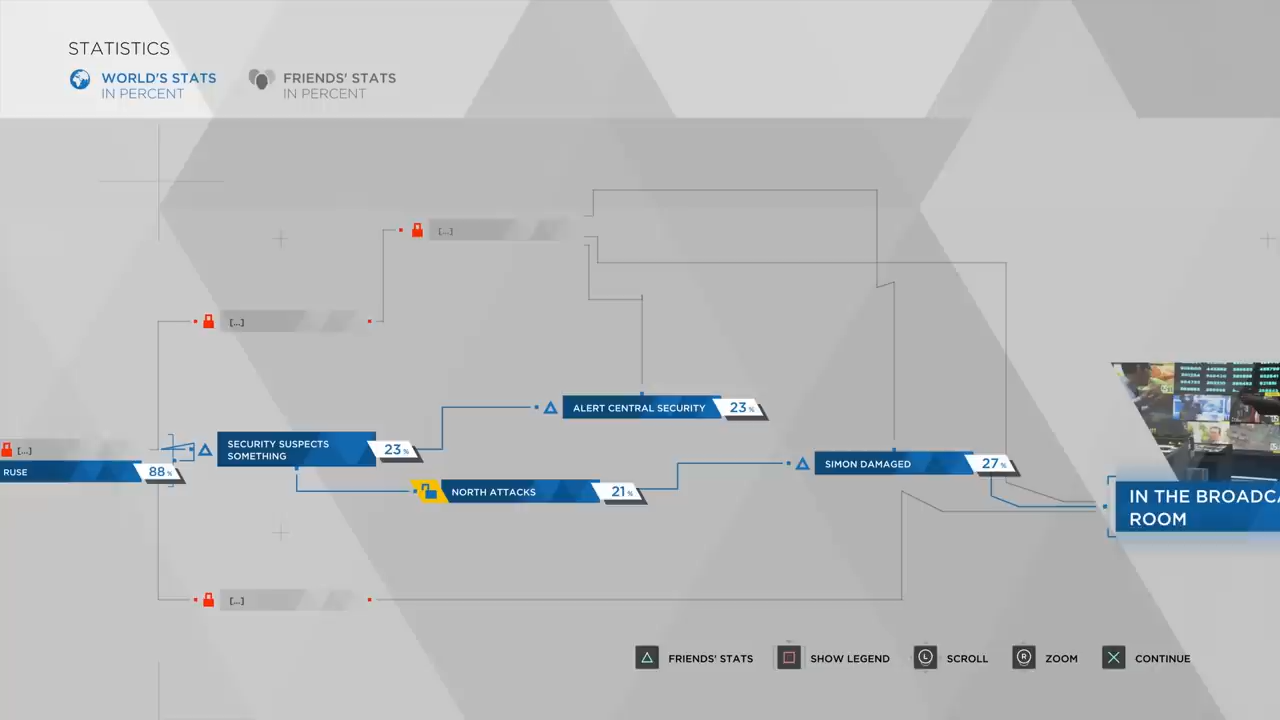 STATISTICS
WORLD'S STATS
IN PERCENT
FRIENDS' STATS
IN PERCENT
[...]
[...]
ALERT CENTRAL SECURITY 23%
SECURITY SUSPECTS
SOMETHING 23%
[...]
RUSE 88%
SIMON DAMAGED 27%
NORTH ATTACKS 21%
IN THE BROADCA
ROOM
[...]
FRIENDS' STATS
SHOW LEGEND
L SCROLL
R ZOOM
CONTINUE